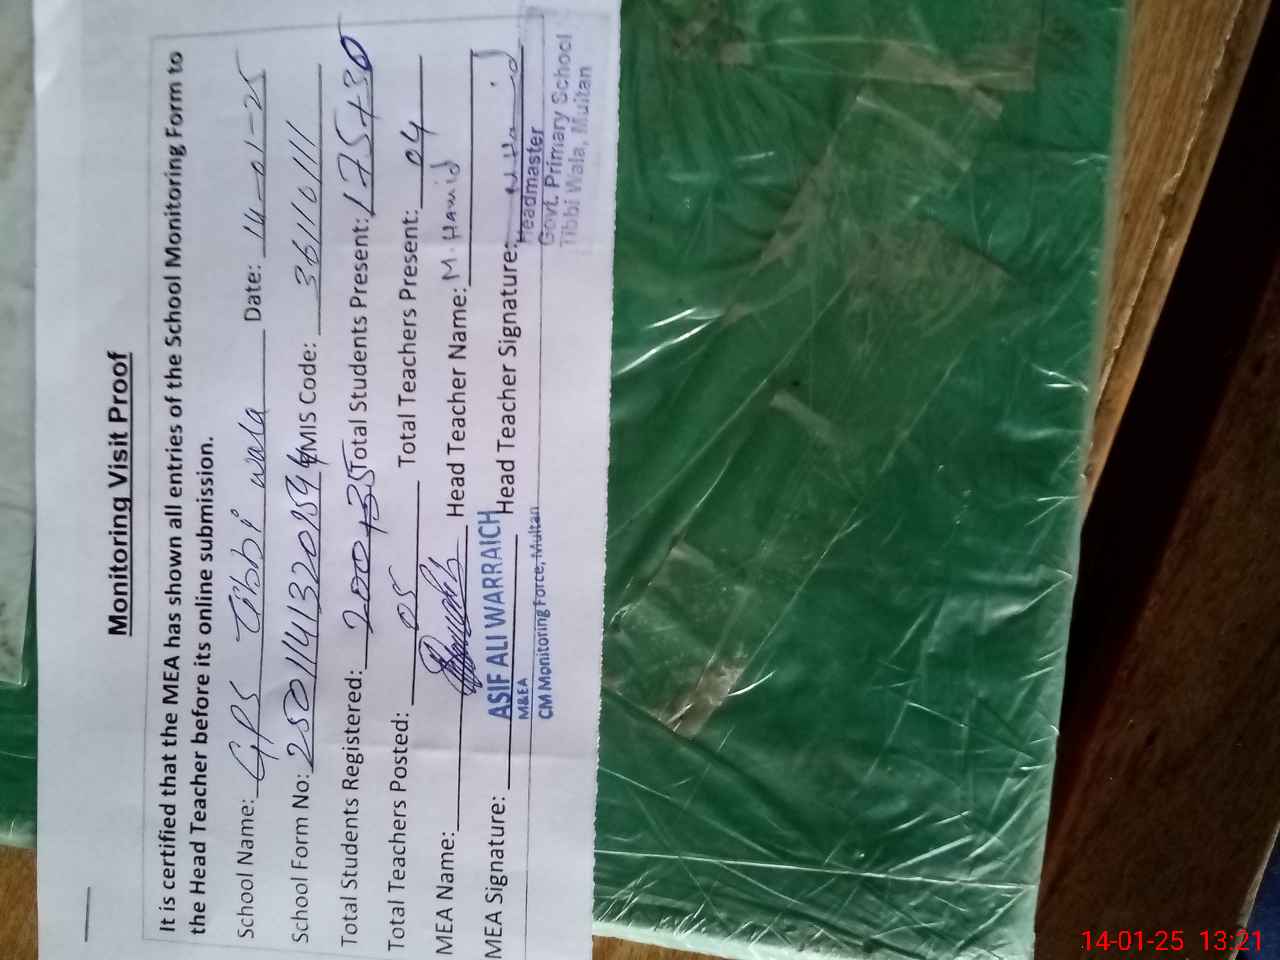 Monitoring Visit Proof
It is certified that the MEA has shown all entries of the School Monitoring Form to
the Head Teacher before its online submission.
School Name: GPS Tibbi wala Date: 14-01-25
School Form No: 2501141320894 EMIS Code: 36110111
Total Students Registered: 200+35 Total Students Present: 175+30
Total Teachers Posted: 05 Total Teachers Present: 04
MEA Name: Head Teacher Name: M. Hamid
MEA Signature: Head Teacher Signature:
ASIF ALI WARRAICH
M&EA
CM Monitoring Force, Multan
Headmaster
Govt. Primary School
Tibbi Wala, Multan
14-01-25 13:21